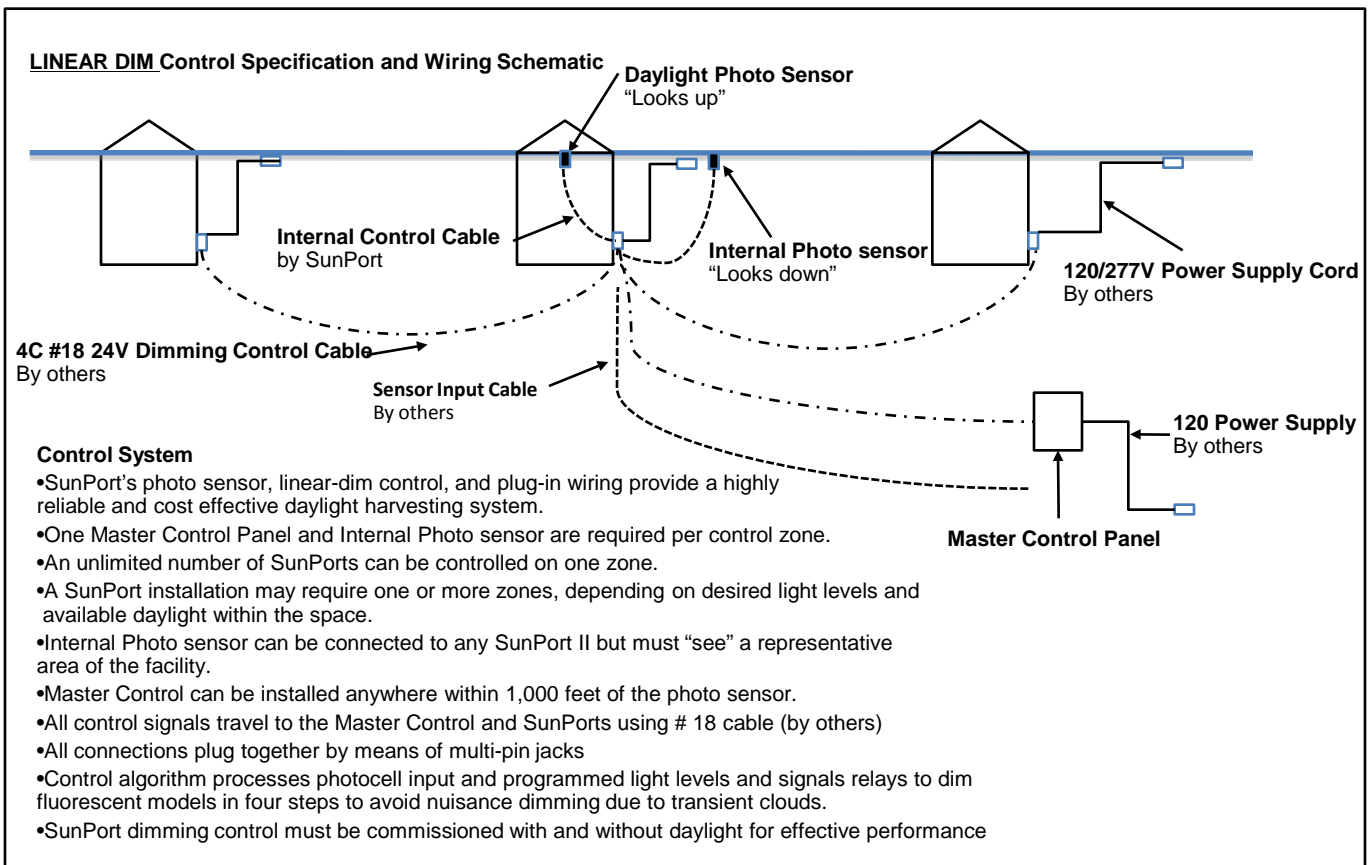 LINEAR DIM Control Specification and Wiring Schematic
Daylight Photo Sensor
“Looks up”
Internal Control Cable
by SunPort
Internal Photo sensor
“Looks down”
120/277V Power Supply Cord
By others
4C #18 24V Dimming Control Cable
By others
Sensor Input Cable
By others
120 Power Supply
By others
Master Control Panel
Control System
•SunPort’s photo sensor, linear-dim control, and plug-in wiring provide a highly
reliable and cost effective daylight harvesting system.
•One Master Control Panel and Internal Photo sensor are required per control zone.
•An unlimited number of SunPorts can be controlled on one zone.
•A SunPort installation may require one or more zones, depending on desired light levels and
available daylight within the space.
•Internal Photo sensor can be connected to any SunPort II but must “see” a representative
area of the facility.
•Master Control can be installed anywhere within 1,000 feet of the photo sensor.
•All control signals travel to the Master Control and SunPorts using # 18 cable (by others)
•All connections plug together by means of multi-pin jacks
•Control algorithm processes photocell input and programmed light levels and signals relays to dim
fluorescent models in four steps to avoid nuisance dimming due to transient clouds.
•SunPort dimming control must be commissioned with and without daylight for effective performance